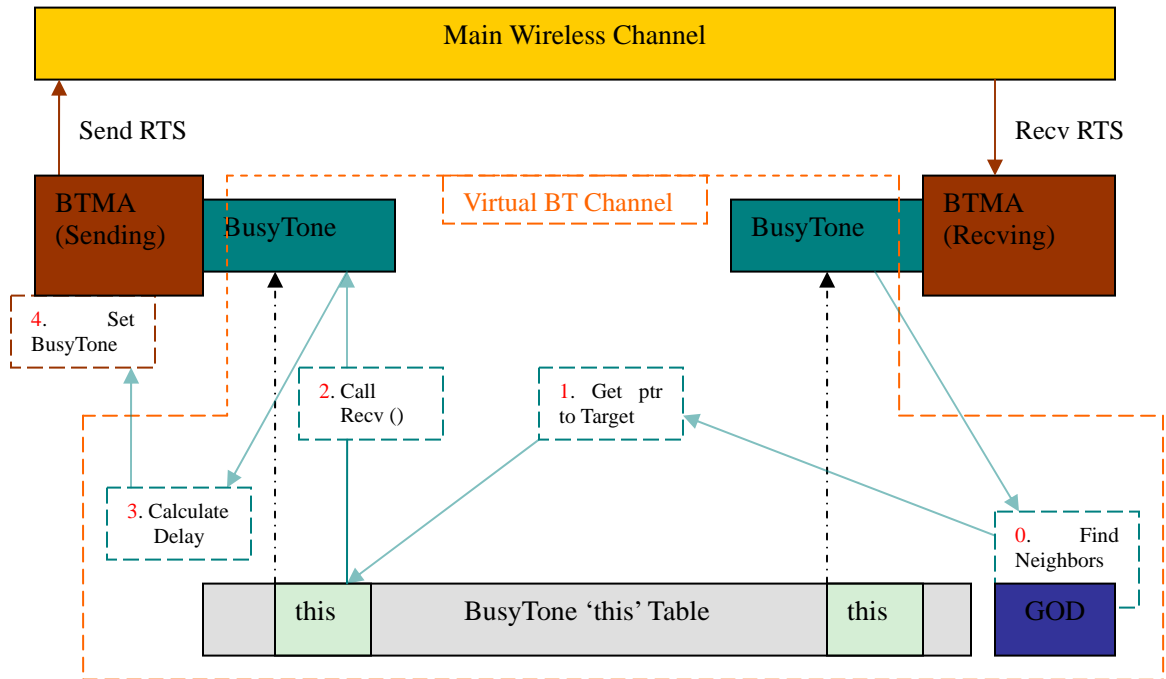 Main Wireless Channel
Send RTS
Recv RTS
BTMA
(Sending)
BusyTone
Virtual BT Channel
BusyTone
BTMA
(Recving)
4. Set
BusyTone
2. Call
Recv ()
1. Get ptr
to Target
3. Calculate
Delay
0. Find
Neighbors
this
BusyTone ‘this’ Table
this
GOD